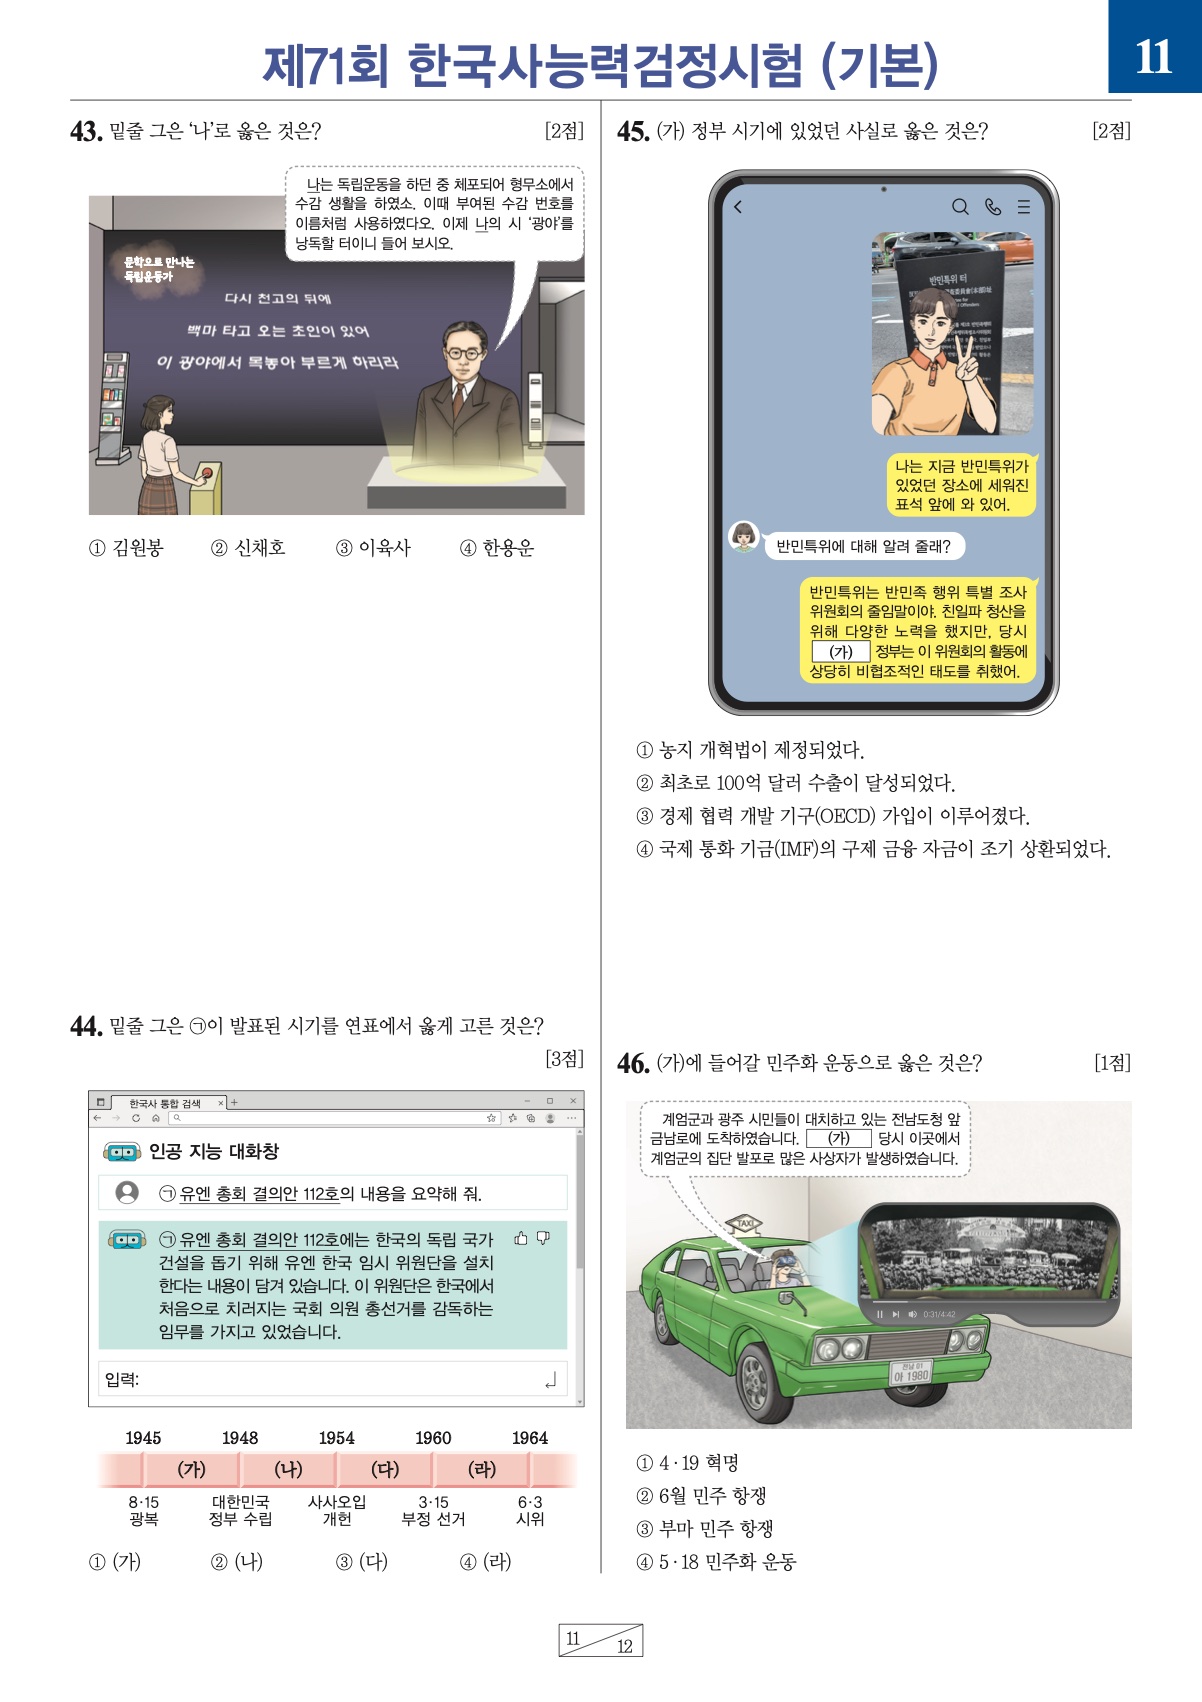 제71회 한국사능력검정시험 (기본)
11
43. 밑줄 그은 ‘나’로 옳은 것은? [2점]
나는 독립운동을 하던 중 체포되어 형무소에서
수감 생활을 하였소. 이때 부여된 수감 번호를
이름처럼 사용하였다오. 이제 나의 시 ‘광야’를
낭독할 터이니 들어 보시오.
문학으로 만나는
독립운동가
다시 천고의 뒤에
백마 타고 오는 초인이 있어
이 광야에서 목놓아 부르게 하리라
① 김원봉 ② 신채호 ③ 이육사 ④ 한용운
44. 밑줄 그은 ㉠이 발표된 시기를 연표에서 옳게 고른 것은?
[3점]
한국사 통합 검색
인공 지능 대화창
㉠ 유엔 총회 결의안 112호의 내용을 요약해 줘.
㉠ 유엔 총회 결의안 112호에는 한국의 독립 국가
건설을 돕기 위해 유엔 한국 임시 위원단을 설치
한다는 내용이 담겨 있습니다. 이 위원단은 한국에서
처음으로 치러지는 국회 의원 총선거를 감독하는
임무를 가지고 있었습니다.
입력:
1945 1948 1954 1960 1964
(가) (나) (다) (라)
8·15 대한민국 사사오입 3·15 6·3
광복 정부 수립 개헌 부정 선거 시위
① (가) ② (나) ③ (다) ④ (라)
45. (가) 정부 시기에 있었던 사실로 옳은 것은? [2점]
반민특위 터
나는 지금 반민특위가
있었던 장소에 세워진
표석 앞에 와 있어.
반민특위에 대해 알려 줄래?
반민특위는 반민족 행위 특별 조사
위원회의 줄임말이야. 친일파 청산을
위해 다양한 노력을 했지만, 당시
(가) 정부는 이 위원회의 활동에
상당히 비협조적인 태도를 취했어.
① 농지 개혁법이 제정되었다.
② 최초로 100억 달러 수출이 달성되었다.
③ 경제 협력 개발 기구(OECD) 가입이 이루어졌다.
④ 국제 통화 기금(IMF)의 구제 금융 자금이 조기 상환되었다.
46. (가)에 들어갈 민주화 운동으로 옳은 것은? [1점]
계엄군과 광주 시민들이 대치하고 있는 전남도청 앞
금남로에 도착하였습니다. (가) 당시 이곳에서
계엄군의 집단 발포로 많은 사상자가 발생하였습니다.
TAXI
0:31/4:42
전남 01
아 1980
① 4·19 혁명
② 6월 민주 항쟁
③ 부마 민주 항쟁
④ 5·18 민주화 운동
11
12